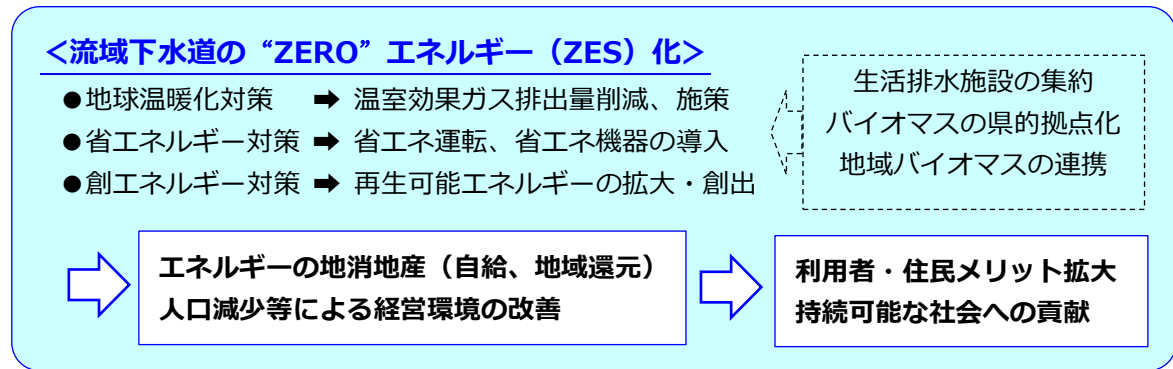 <流域下水道の“ZERO”エネルギー（ZES）化>
●地球温暖化対策 ➡ 温室効果ガス排出量削減、施策
●省エネルギー対策 ➡ 省エネ運転、省エネ機器の導入
●創エネルギー対策 ➡ 再生可能エネルギーの拡大・創出
生活排水施設の集約
バイオマスの県的拠点化
地域バイオマスの連携
エネルギーの地消地産（自給、地域還元）
人口減少等による経営環境の改善
利用者・住民メリット拡大
持続可能な社会への貢献